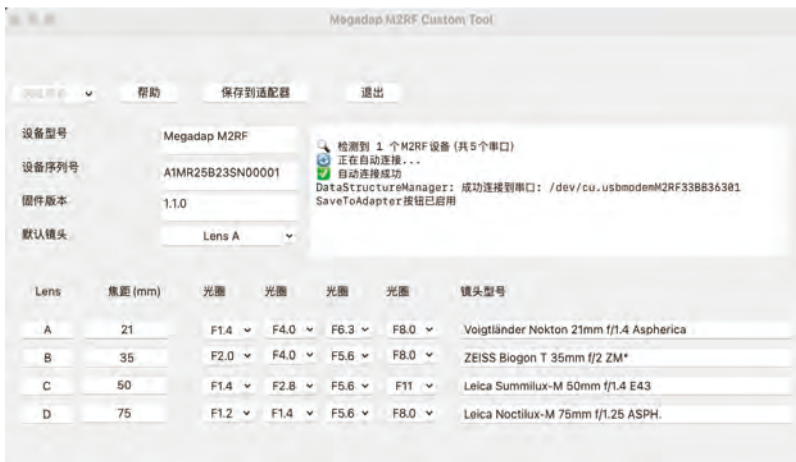 Megadap M2RF Custom Tool
帮助 保存到适配器 退出
设备型号 Megadap M2RF
设备序列号 A1MR25B23SN00001
固件版本 1.1.0
默认镜头 Lens A
检测到 1 个M2RF设备 (共5个串口)
正在自动连接...
自动连接成功
DataStructureManager: 成功连接到串口: /dev/cu.usbmodemM2RF33BB36301
SaveToAdapter按钮已启用
Lens 焦距 (mm) 光圈 光圈 光圈 光圈 镜头型号
A 21 F1.4 F4.0 F6.3 F8.0 Voigtländer Nokton 21mm f/1.4 Aspherica
B 35 F2.0 F4.0 F5.6 F8.0 ZEISS Biogon T 35mm f/2 ZM*
C 50 F1.4 F2.8 F5.6 F11 Leica Summilux-M 50mm f/1.4 E43
D 75 F1.2 F1.4 F5.6 F8.0 Leica Noctilux-M 75mm f/1.25 ASPH.